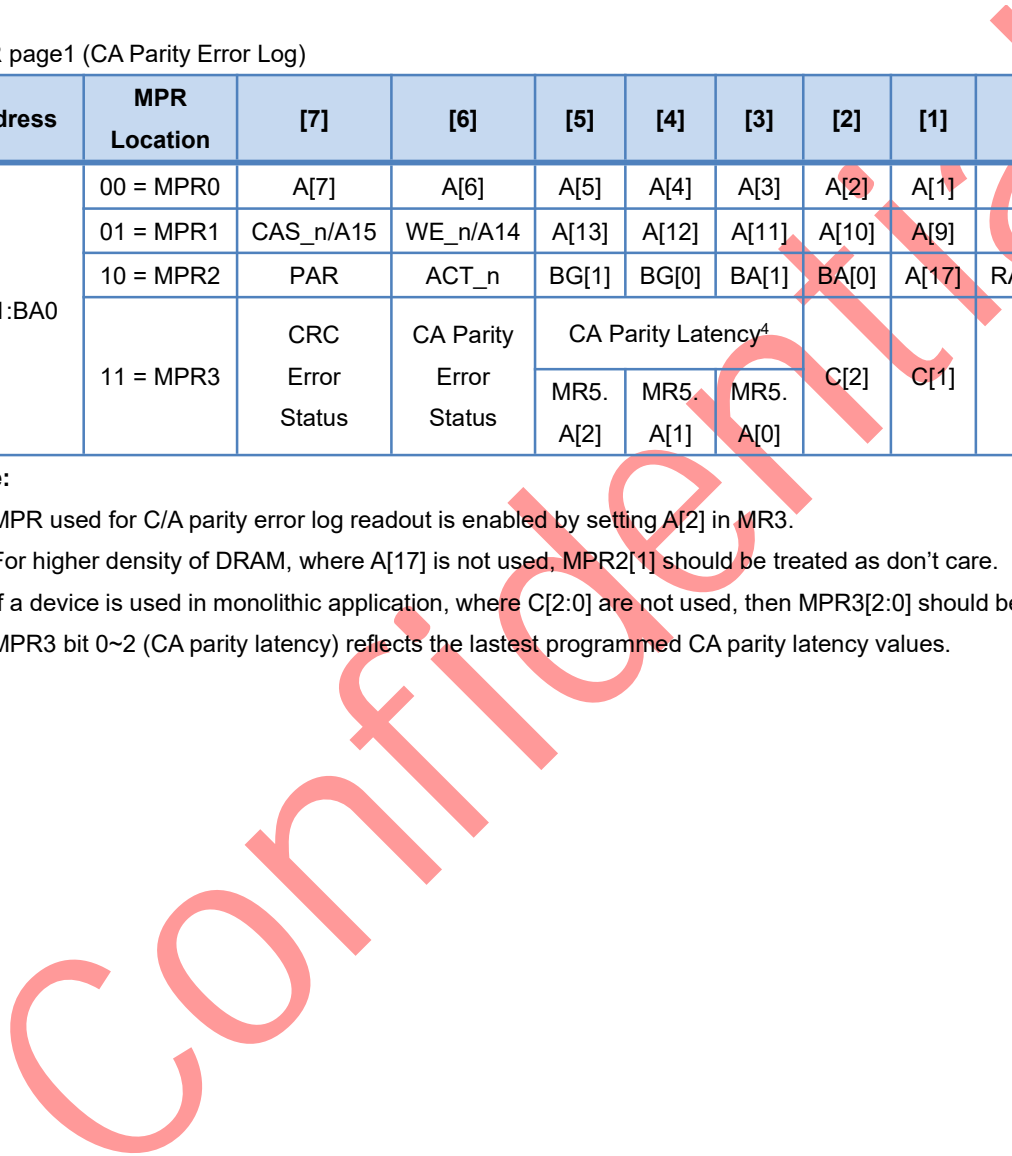 page1 (CA Parity Error Log)
dress MPR Location [7] [6] [5] [4] [3] [2] [1]
00 = MPR0 A[7] A[6] A[5] A[4] A[3] A[2] A[1]
01 = MPR1 CAS_n/A15 WE_n/A14 A[13] A[12] A[11] A[10] A[9]
1:BA0 10 = MPR2 PAR ACT_n BG[1] BG[0] BA[1] BA[0] A[17] RA
11 = MPR3 CRC Error Status CA Parity Error Status CA Parity Latency4 C[2] C[1]
MR5. A[2] MR5. A[1] MR5. A[0]
e:
MPR used for C/A parity error log readout is enabled by setting A[2] in MR3.
For higher density of DRAM, where A[17] is not used, MPR2[1] should be treated as don't care.
f a device is used in monolithic application, where C[2:0] are not used, then MPR3[2:0] should be
MPR3 bit 0~2 (CA parity latency) reflects the lastest programmed CA parity latency values.
Confidential